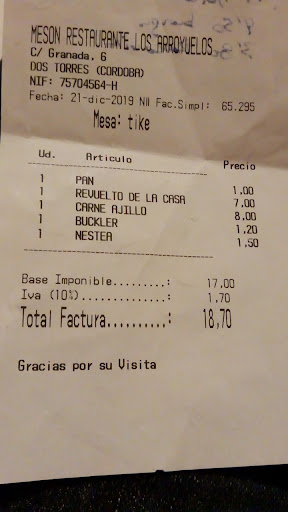 MESON RESTAURANTE LOS ARROYUELOS
C/ Granada, 6
DOS TORRES (CORDOBA)
NIF: 75704564-H
Fecha: 21-dic-2019 Nº Fac.Simpl: 65.295
Mesa: tike
Ud. Artículo Precio
1 PAN 1,00
1 REVUELTO DE LA CASA 7,00
1 CARNE AJILLO 8,00
1 BUCKLER 1,20
1 NESTEA 1,50
Base Imponible.........: 17,00
Iva (10%)..............: 1,70
Total Factura.........: 18,70
Gracias por su Visita